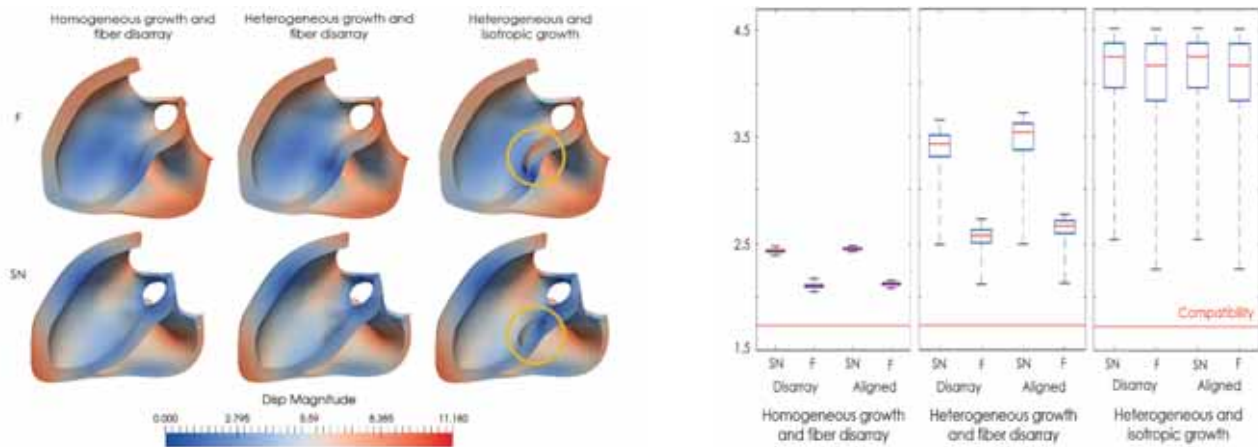 Homogeneous growth and fiber disarray
Heterogeneous growth and fiber disarray
Heterogeneous and isotropic growth
F
SN
Disp Magnitude
0.000 2.795 5.59 8.385 11.180
4.5
3.5
2.5
1.5
Compatibility
SN F SN F
Disarray Aligned
Homogeneous growth and fiber disarray
SN F SN F
Disarray Aligned
Heterogeneous growth and fiber disarray
SN F SN F
Disarray Aligned
Heterogeneous and isotropic growth